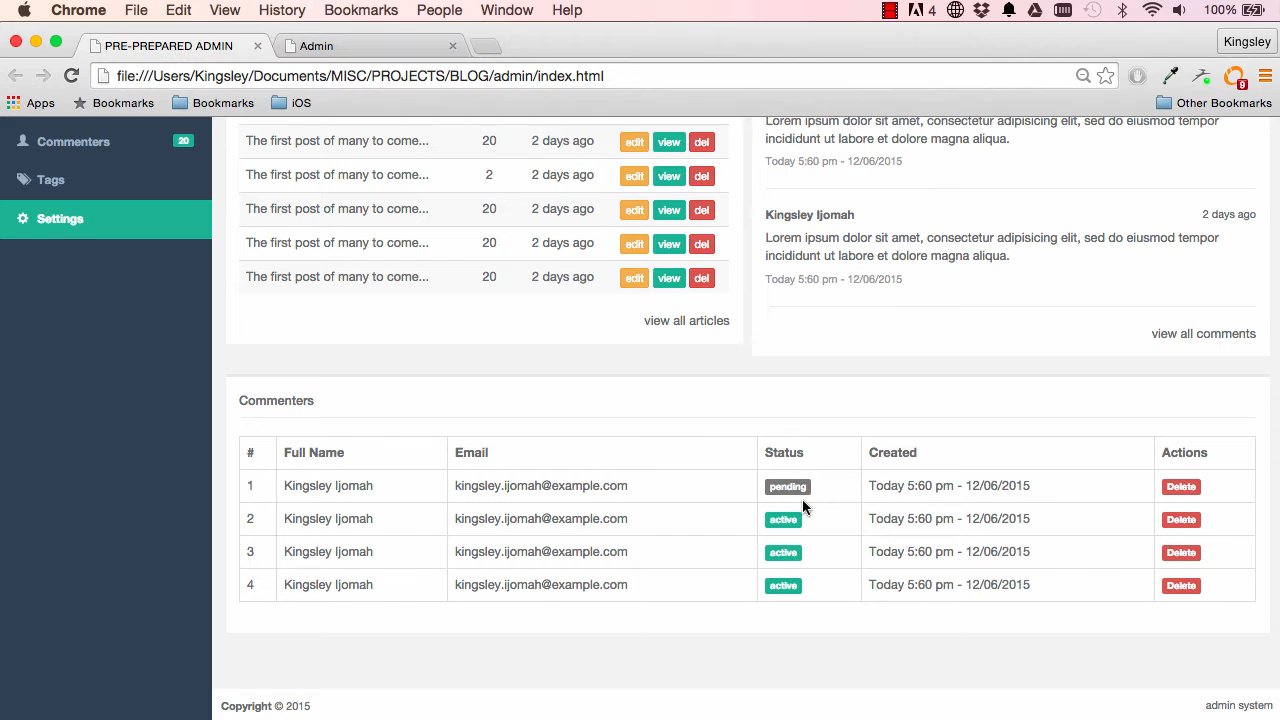 Chrome File Edit View History Bookmarks People Window Help 4 100%
PRE-PREPARED ADMIN Admin Kingsley
file:///Users/Kingsley/Documents/MISC/PROJECTS/BLOG/admin/index.html 9
Apps Bookmarks Bookmarks iOS Other Bookmarks
Commenters 20
Tags
Settings
The first post of many to come... 20 2 days ago edit view del
The first post of many to come... 2 2 days ago edit view del
The first post of many to come... 20 2 days ago edit view del
The first post of many to come... 20 2 days ago edit view del
The first post of many to come... 20 2 days ago edit view del
view all articles
Lorem ipsum dolor sit amet, consectetur adipisicing elit, sed do eiusmod tempor
incididunt ut labore et dolore magna aliqua.
Today 5:60 pm - 12/06/2015
Kingsley Ijomah 2 days ago
Lorem ipsum dolor sit amet, consectetur adipisicing elit, sed do eiusmod tempor
incididunt ut labore et dolore magna aliqua.
Today 5:60 pm - 12/06/2015
view all comments
Commenters
# Full Name Email Status Created Actions
1 Kingsley Ijomah kingsley.ijomah@example.com pending Today 5:60 pm - 12/06/2015 Delete
2 Kingsley Ijomah kingsley.ijomah@example.com active Today 5:60 pm - 12/06/2015 Delete
3 Kingsley Ijomah kingsley.ijomah@example.com active Today 5:60 pm - 12/06/2015 Delete
4 Kingsley Ijomah kingsley.ijomah@example.com active Today 5:60 pm - 12/06/2015 Delete
Copyright © 2015 admin system